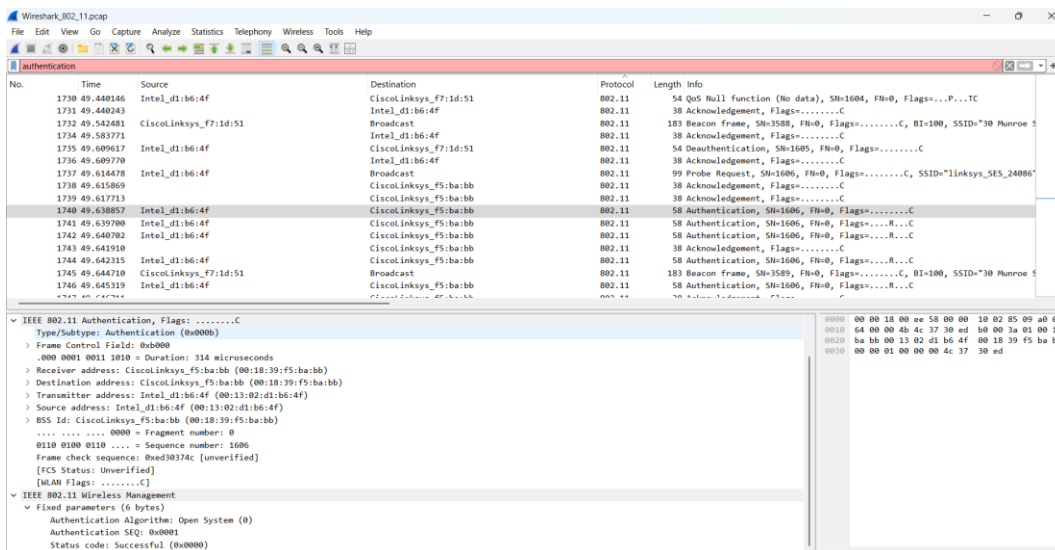 Wireshark_802_11.pcap
File Edit View Go Capture Analyze Statistics Telephony Wireless Tools Help
authentication
No. Time Source Destination Protocol Length Info
1730 49.440146 Intel_d1:b6:4f CiscoLinksys_f7:1d:51 802.11 54 QoS Null function (No data), SN=1604, FN=0, Flags=...P...TC
1731 49.440243 Intel_d1:b6:4f 802.11 38 Acknowledgement, Flags=........C
1732 49.542481 CiscoLinksys_f7:1d:51 Broadcast 802.11 183 Beacon frame, SN=3588, FN=0, Flags=........C, BI=100, SSID="30 Munroe S
1734 49.583771 Intel_d1:b6:4f 802.11 38 Acknowledgement, Flags=........C
1735 49.609617 Intel_d1:b6:4f CiscoLinksys_f7:1d:51 802.11 54 Deauthentication, SN=1605, FN=0, Flags=........C
1736 49.609770 Intel_d1:b6:4f 802.11 38 Acknowledgement, Flags=........C
1737 49.614478 Intel_d1:b6:4f Broadcast 802.11 99 Probe Request, SN=1606, FN=0, Flags=........C, SSID="linksys_SES_24086"
1738 49.615869 CiscoLinksys_f5:ba:bb 802.11 38 Acknowledgement, Flags=........C
1739 49.617713 CiscoLinksys_f5:ba:bb 802.11 38 Acknowledgement, Flags=........C
1740 49.638857 Intel_d1:b6:4f CiscoLinksys_f5:ba:bb 802.11 58 Authentication, SN=1606, FN=0, Flags=........C
1741 49.639700 Intel_d1:b6:4f CiscoLinksys_f5:ba:bb 802.11 58 Authentication, SN=1606, FN=0, Flags=....R...C
1742 49.640702 Intel_d1:b6:4f CiscoLinksys_f5:ba:bb 802.11 58 Authentication, SN=1606, FN=0, Flags=....R...C
1743 49.641910 CiscoLinksys_f5:ba:bb 802.11 38 Acknowledgement, Flags=........C
1744 49.642315 Intel_d1:b6:4f CiscoLinksys_f5:ba:bb 802.11 58 Authentication, SN=1606, FN=0, Flags=....R...C
1745 49.644710 CiscoLinksys_f7:1d:51 Broadcast 802.11 183 Beacon frame, SN=3589, FN=0, Flags=........C, BI=100, SSID="30 Munroe S
1746 49.645319 Intel_d1:b6:4f CiscoLinksys_f5:ba:bb 802.11 58 Authentication, SN=1606, FN=0, Flags=....R...C
IEEE 802.11 Authentication, Flags: ........C
Type/Subtype: Authentication (0x000b)
Frame Control Field: 0xb000
.000 0001 0011 1010 = Duration: 314 microseconds
Receiver address: CiscoLinksys_f5:ba:bb (00:18:39:f5:ba:bb)
Destination address: CiscoLinksys_f5:ba:bb (00:18:39:f5:ba:bb)
Transmitter address: Intel_d1:b6:4f (00:13:02:d1:b6:4f)
Source address: Intel_d1:b6:4f (00:13:02:d1:b6:4f)
BSS Id: CiscoLinksys_f5:ba:bb (00:18:39:f5:ba:bb)
.... .... .... 0000 = Fragment number: 0
0110 0100 0110 .... = Sequence number: 1606
Frame check sequence: 0xed30374c [unverified]
[FCS Status: Unverified]
[WLAN Flags: ........C]
IEEE 802.11 Wireless Management
Fixed parameters (6 bytes)
Authentication Algorithm: Open System (0)
Authentication SEQ: 0x0001
Status code: Successful (0x0000)
0000 00 00 18 00 ee 58 00 00 10 02 85 09 a0
0010 64 00 00 4b 4c 37 30 ed b0 00 3a 01 00
0020 ba bb 00 13 02 d1 b6 4f 00 18 39 f5 ba
0030 00 00 01 00 00 00 4c 37 30 ed